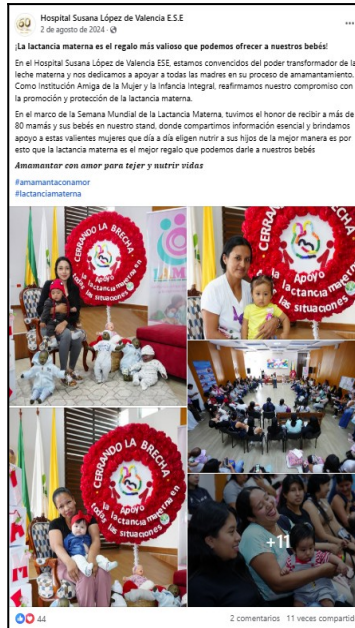 Hospital Susana López de Valencia E.S.E
2 de agosto de 2024 ·
¡La lactancia materna es el regalo más valioso que podemos ofrecer a nuestros bebés!
En el Hospital Susana López de Valencia ESE, estamos convencidos del poder transformador de la
leche materna y nos dedicamos a apoyar a todas las madres en su proceso de amamantamiento.
Como Institución Amiga de la Mujer y la Infancia Integral, reafirmamos nuestro compromiso con
la promoción y protección de la lactancia materna.
En el marco de la Semana Mundial de la Lactancia Materna, tuvimos el honor de recibir a más de
80 mamás y sus bebés en nuestro stand, donde compartimos información esencial y brindamos
apoyo a estas valientes mujeres que día a día eligen nutrir a sus hijos de la mejor manera es por
esto que la lactancia materna es el mejor regalo que podemos darle a nuestros bebés
Amamantar con amor para tejer y nutrir vidas
#amamantaconamor
#lactanciamaterna
CERRANDO LA BRECHA
Apoyo
la lactancia materna en
todas las situaciones
CERRANDO LA BRECHA
Apoyo
la lactancia materna en
las situaciones
CERRANDO LA BRECHA
Apoyo
la lactancia materna en
todas las situaciones
+11
44
2 comentarios 11 veces compartid